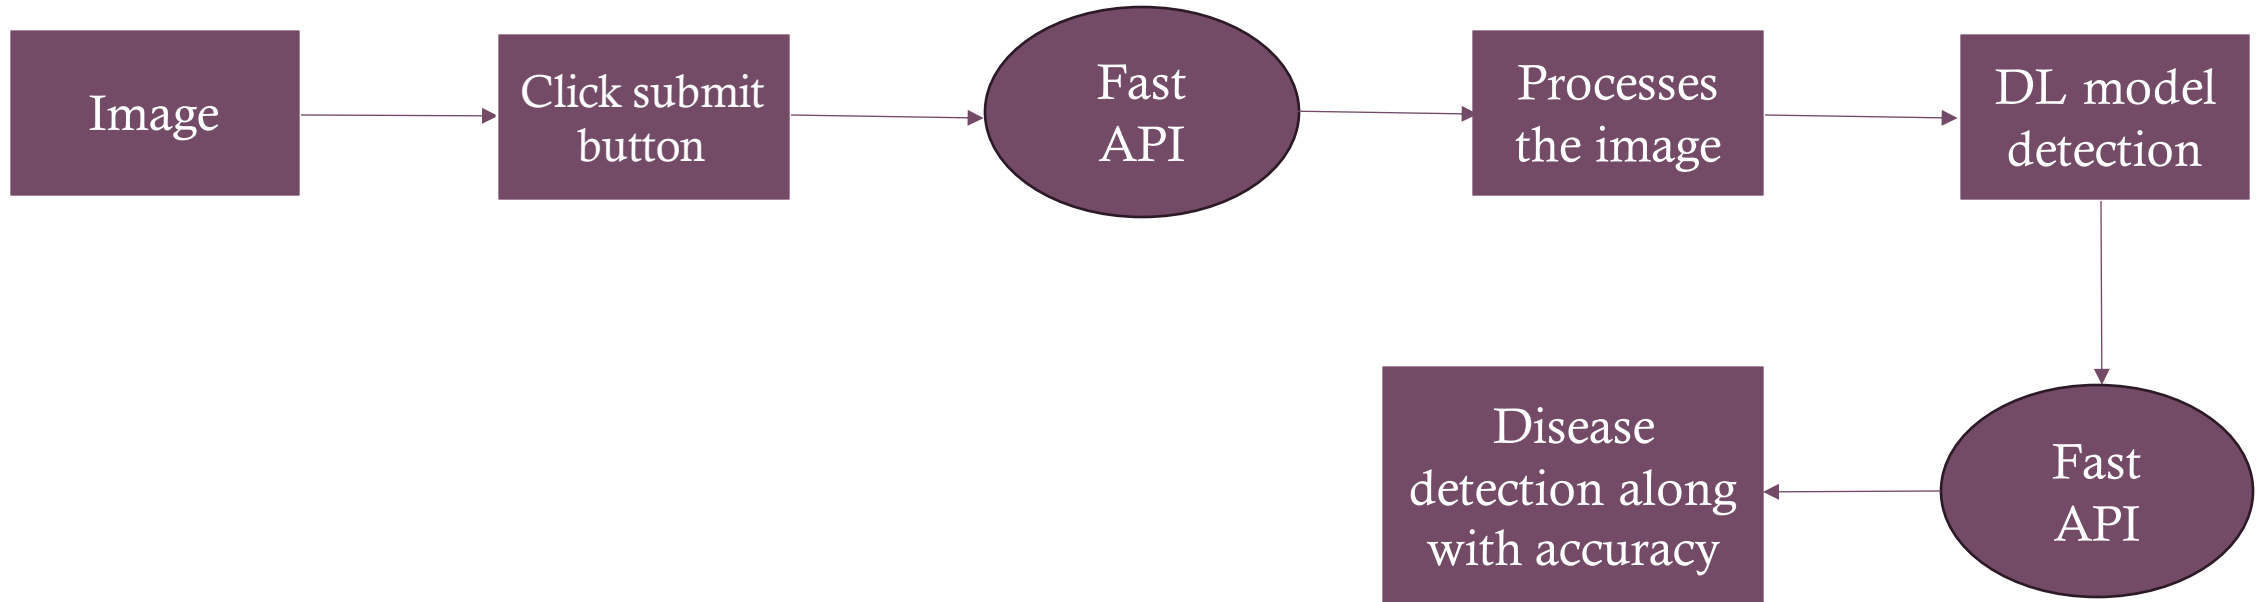 Image
Click submit
button
Fast
API
Processes
the image
DL model
detection
Disease
detection along
with accuracy
Fast
API